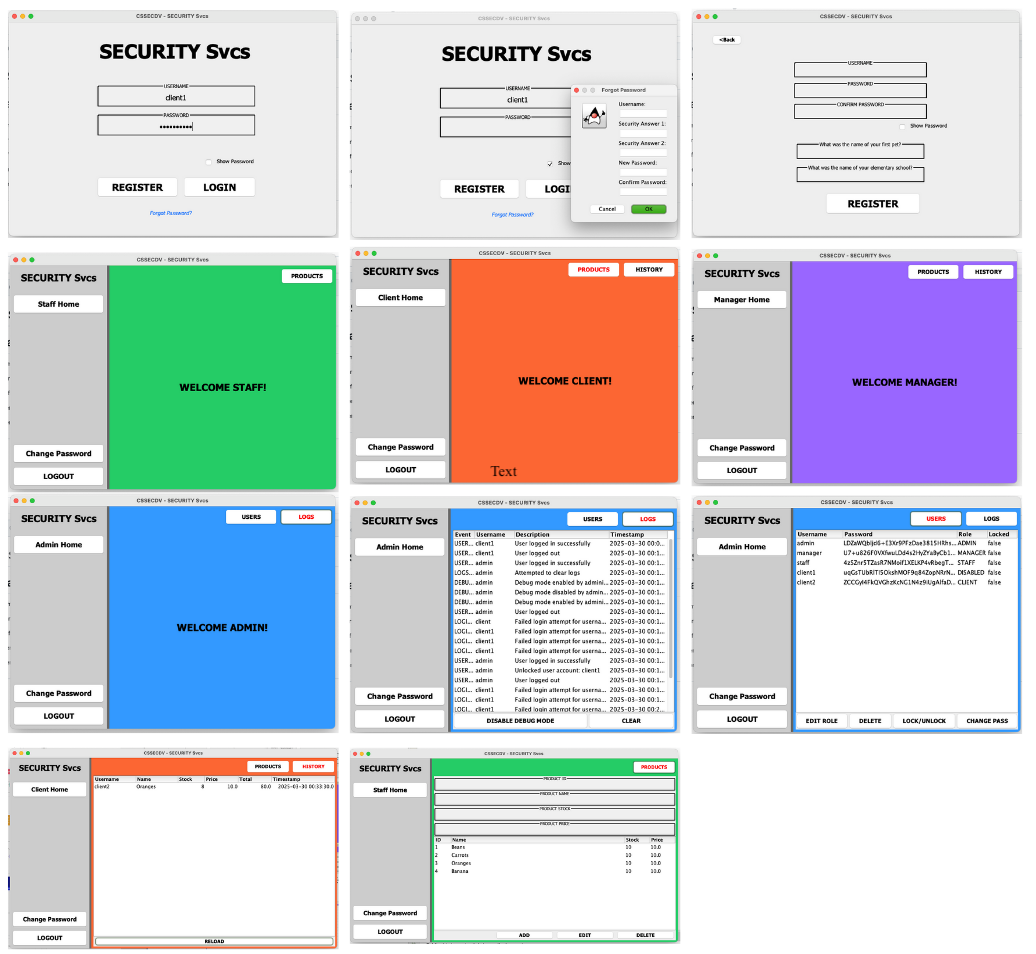 CSSECDV - SECURITY Svcs
SECURITY Svcs
USERNAME
client1
PASSWORD
Show Password
REGISTER LOGIN
Forgot Password?
CSSECDV - SECURITY Svcs
SECURITY Svcs
USERNAME
client1
PASSWORD
Show
REGISTER LOGI
Forgot Password?
Forgot Password
Username:
Security Answer 1:
Security Answer 2:
New Password:
Confirm Password:
Cancel OK
CSSECDV - SECURITY Svcs
<Back
USERNAME
PASSWORD
CONFIRM PASSWORD
Show Password
What was the name of your first pet?
What was the name of your elementary school?
REGISTER
CSSECDV - SECURITY Svcs
SECURITY Svcs
PRODUCTS
Staff Home
WELCOME STAFF!
Change Password
LOGOUT
CSSECDV - SECURITY Svcs
SECURITY Svcs
PRODUCTS HISTORY
Client Home
WELCOME CLIENT!
Change Password
LOGOUT
Text
CSSECDV - SECURITY Svcs
SECURITY Svcs
PRODUCTS HISTORY
Manager Home
WELCOME MANAGER!
Change Password
LOGOUT
CSSECDV - SECURITY Svcs
SECURITY Svcs
USERS LOGS
Admin Home
WELCOME ADMIN!
Change Password
LOGOUT
CSSECDV - SECURITY Svcs
SECURITY Svcs
USERS LOGS
Admin Home
Change Password
LOGOUT
Event Username Description Timestamp
USER... client1 User logged in successfully 2025-03-30 00:0...
USER... client1 User logged out 2025-03-30 00:1...
USER... admin User logged in successfully 2025-03-30 00:1...
LOGS... admin Attempted to clear logs 2025-03-30 00:1...
DEBU... admin Debug mode enabled by admini... 2025-03-30 00:1...
DEBU... admin Debug mode disabled by admin... 2025-03-30 00:1...
DEBU... admin Debug mode enabled by admini... 2025-03-30 00:1...
USER... admin User logged out 2025-03-30 00:1...
LOGI... client Failed login attempt for userna... 2025-03-30 00:1...
LOGI... client1 Failed login attempt for userna... 2025-03-30 00:1...
LOGI... client1 Failed login attempt for userna... 2025-03-30 00:1...
LOGI... client1 Failed login attempt for userna... 2025-03-30 00:1...
USER... admin User logged in successfully 2025-03-30 00:1...
USER... admin Unlocked user account: client1 2025-03-30 00:1...
USER... admin User logged out 2025-03-30 00:1...
LOGI... client1 Failed login attempt for userna... 2025-03-30 00:1...
LOGI... client1 Failed login attempt for userna... 2025-03-30 00:1...
LOGI... client1 Failed login attempt for userna... 2025-03-30 00:2...
DISABLE DEBUG MODE CLEAR
CSSECDV - SECURITY Svcs
SECURITY Svcs
USERS LOGS
Admin Home
Change Password
LOGOUT
Username Password Role Locked
admin ADMIN false
manager MANAGER false
staff STAFF false
client1 DISABLED false
client2 CLIENT false
EDIT ROLE DELETE LOCK/UNLOCK CHANGE PASS
CSSECDV - SECURITY Svcs
SECURITY Svcs
PRODUCTS HISTORY
Client Home
Username Name Stock Price Total Timestamp
client2 Oranges 8 10.0 80.0 2025-03-30 00:33:30.0
Change Password
LOGOUT
RELOAD
CSSECDV - SECURITY Svcs
SECURITY Svcs
PRODUCTS
Staff Home
PRODUCT ID
PRODUCT NAME
PRODUCT STOCK
PRODUCT PRICE
ID Name Stock Price
1 Beans 10 10.0
2 Carrots 10 10.0
3 Oranges 10 10.0
4 Banana 10 10.0
Change Password
LOGOUT
ADD EDIT DELETE